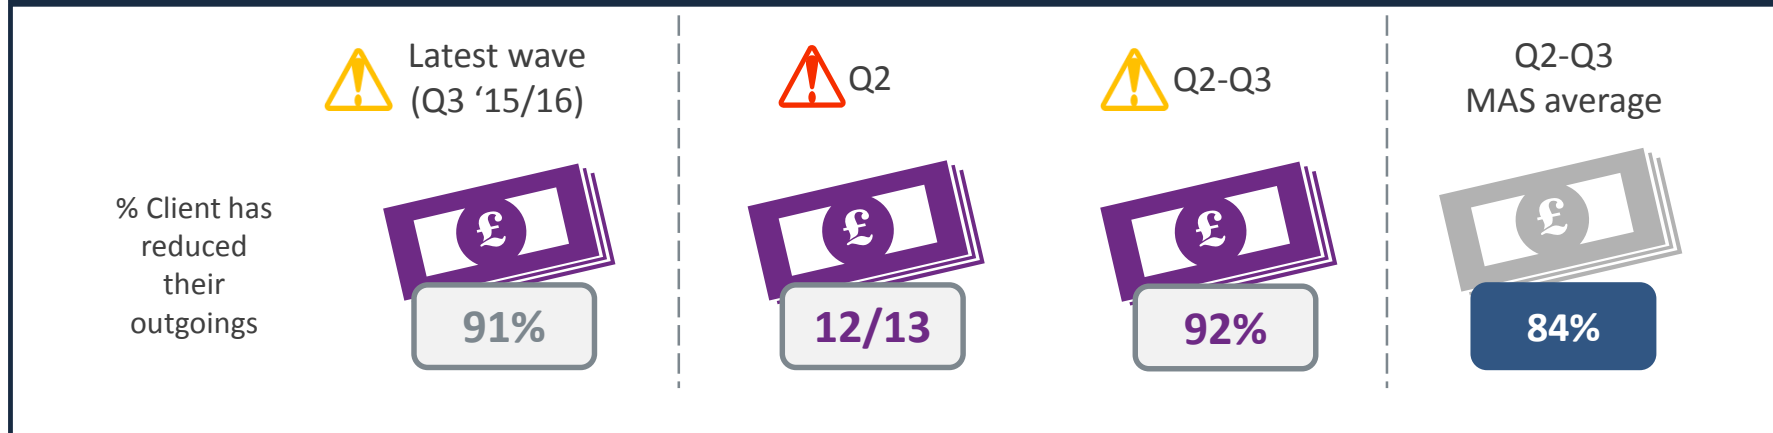 Latest wave
(Q3 ‘15/16)
Q2
Q2-Q3
Q2-Q3
MAS average
% Client has
reduced
their
outgoings
£
£
£
£
91%
12/13
92%
84%